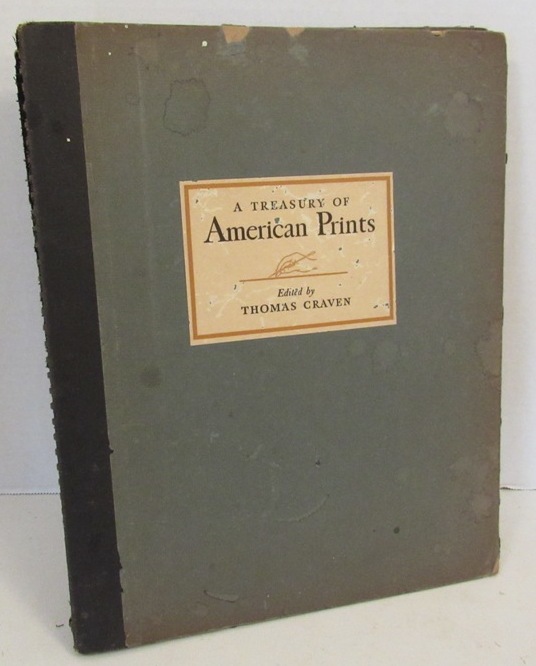 A TREASURY OF
American Prints
Edited by
THOMAS CRAVEN